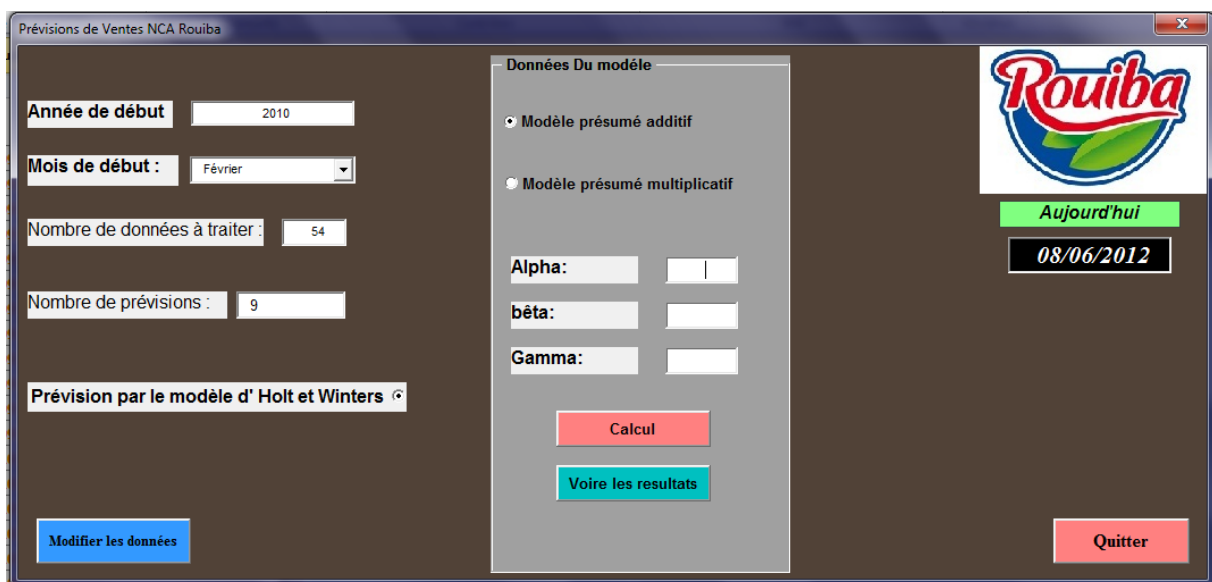 Prévisions de Ventes NCA Rouiba
Année de début
2010
Mois de début :
Février
Nombre de données à traiter :
54
Nombre de prévisions :
9
Prévision par le modèle d' Holt et Winters
Modifier les données
Données Du modéle
Modèle présumé additif
Modèle présumé multiplicatif
Alpha:
bêta:
Gamma:
Calcul
Voire les resultats
Rouiba
Aujourd'hui
08/06/2012
Quitter